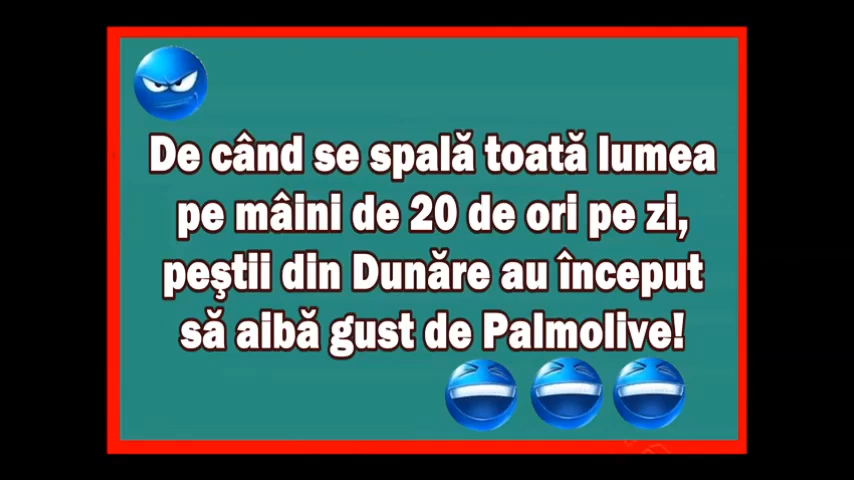 De când se spală toată lumea
pe mâini de 20 de ori pe zi,
peştii din Dunăre au început
să aibă gust de Palmolive!